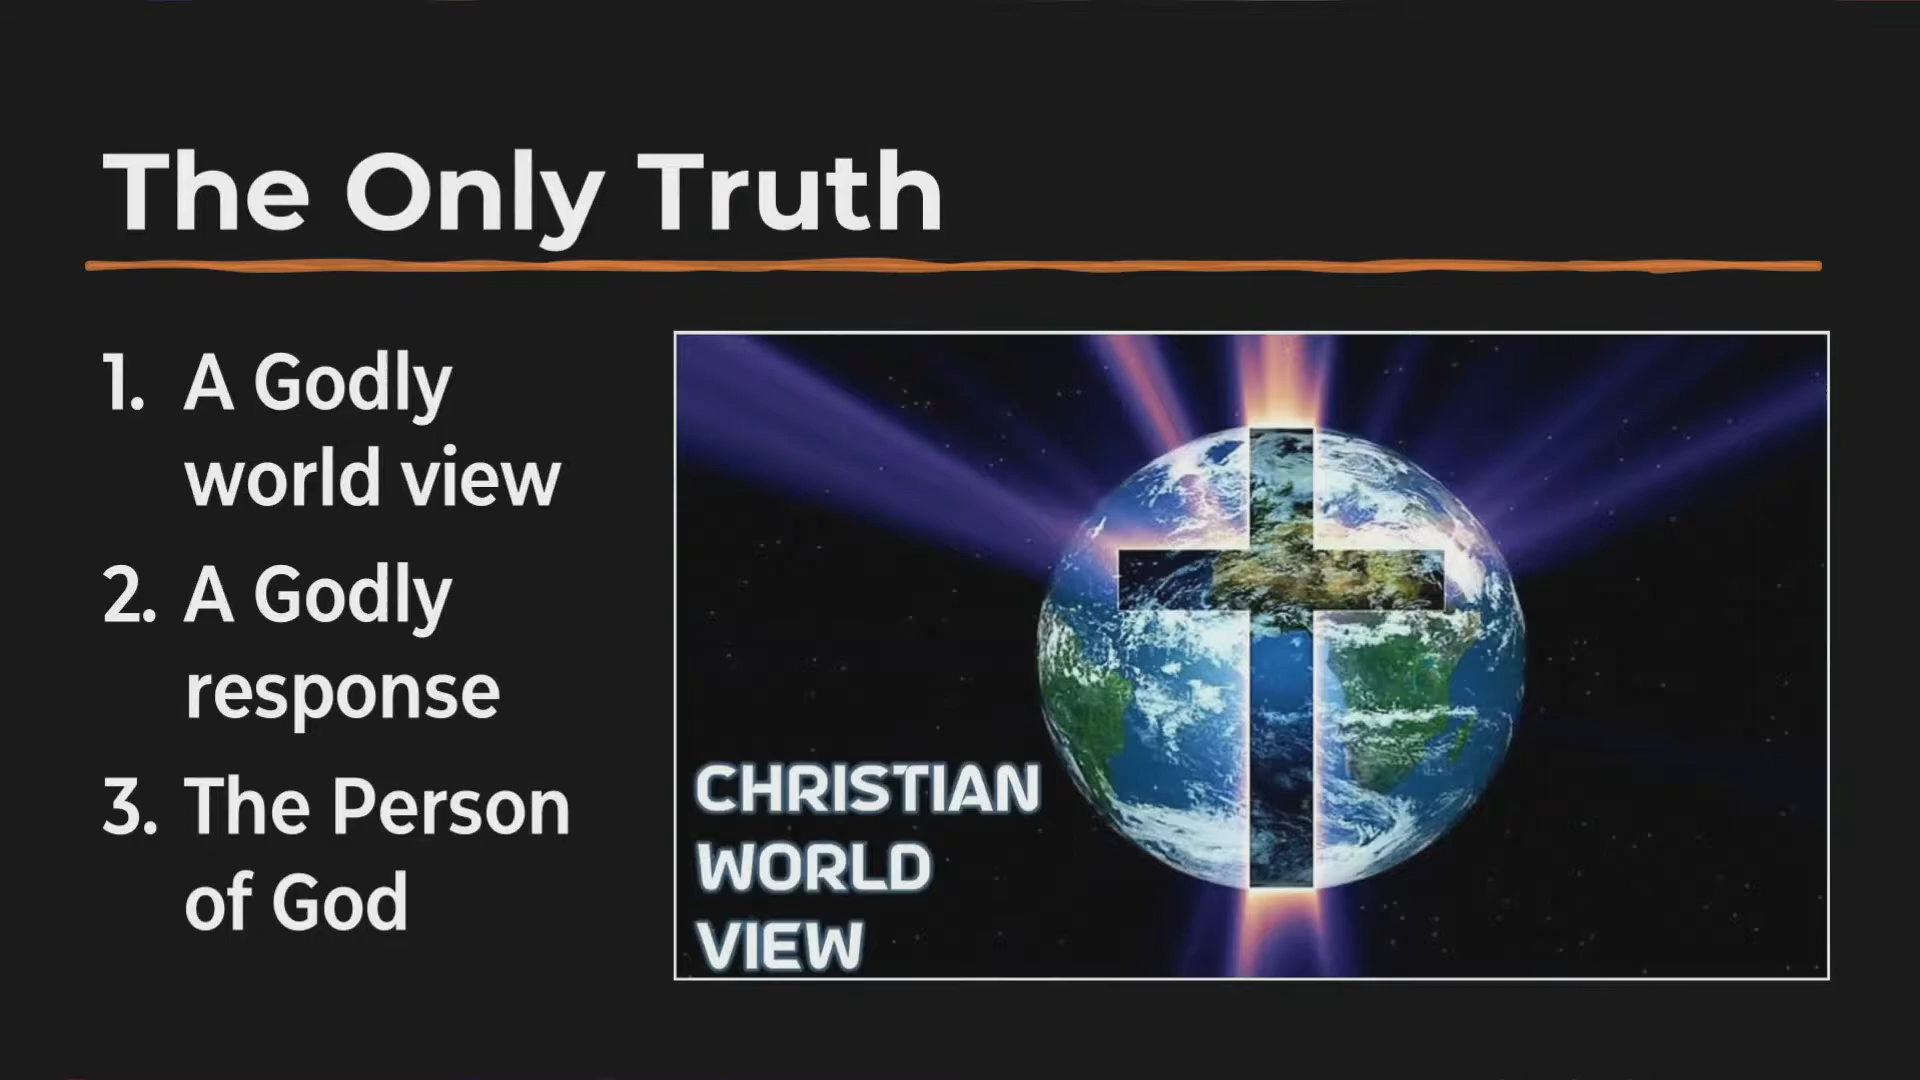 The Only Truth
1. A Godly
world view
2. A Godly
response
3. The Person
of God
CHRISTIAN
WORLD
VIEW